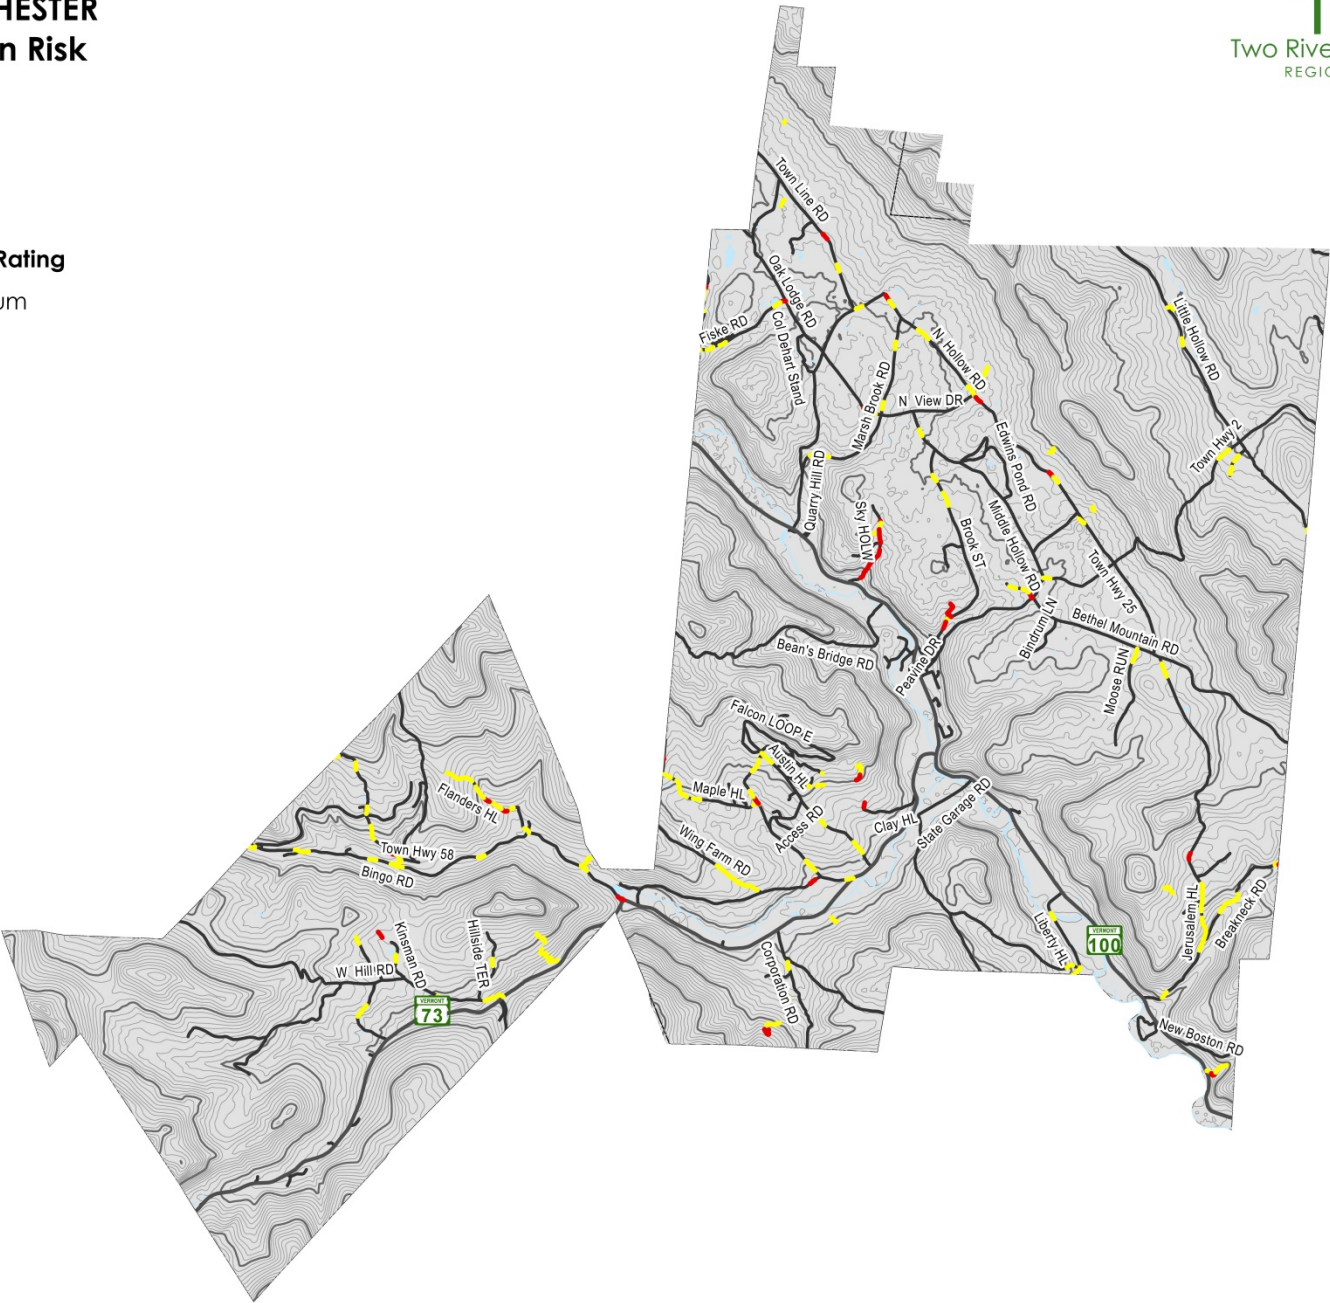 HESTER
n Risk
Two Rive
REGIO
Rating
um
Town Line RD
Oak Lodge RD
Fiske RD
Col Dehart Stand
Little Hollow RD
N Hollow RD
Marsh Brook RD
N View DR
Town Hwy 2
Edwins Pond RD
Quarry Hill RD
Sky HOLW
Middle Hollow RD
Brook ST
Town Hwy 25
Bindrum LN
Bethel Mountain RD
Bean's Bridge RD
Peavine DR
Moose RUN
Falcon LOOP E
Austin HL
Maple HL
Flanders HL
State Garage RD
Clay HL
Access RD
Wing Farm RD
Town Hwy 58
Bingo RD
Jerusalem HL
Breakneck RD
Kinsman RD
Hillside TER
Liberty HL
VERMONT
100
W Hill RD
Corporation RD
VERMONT
73
New Boston RD